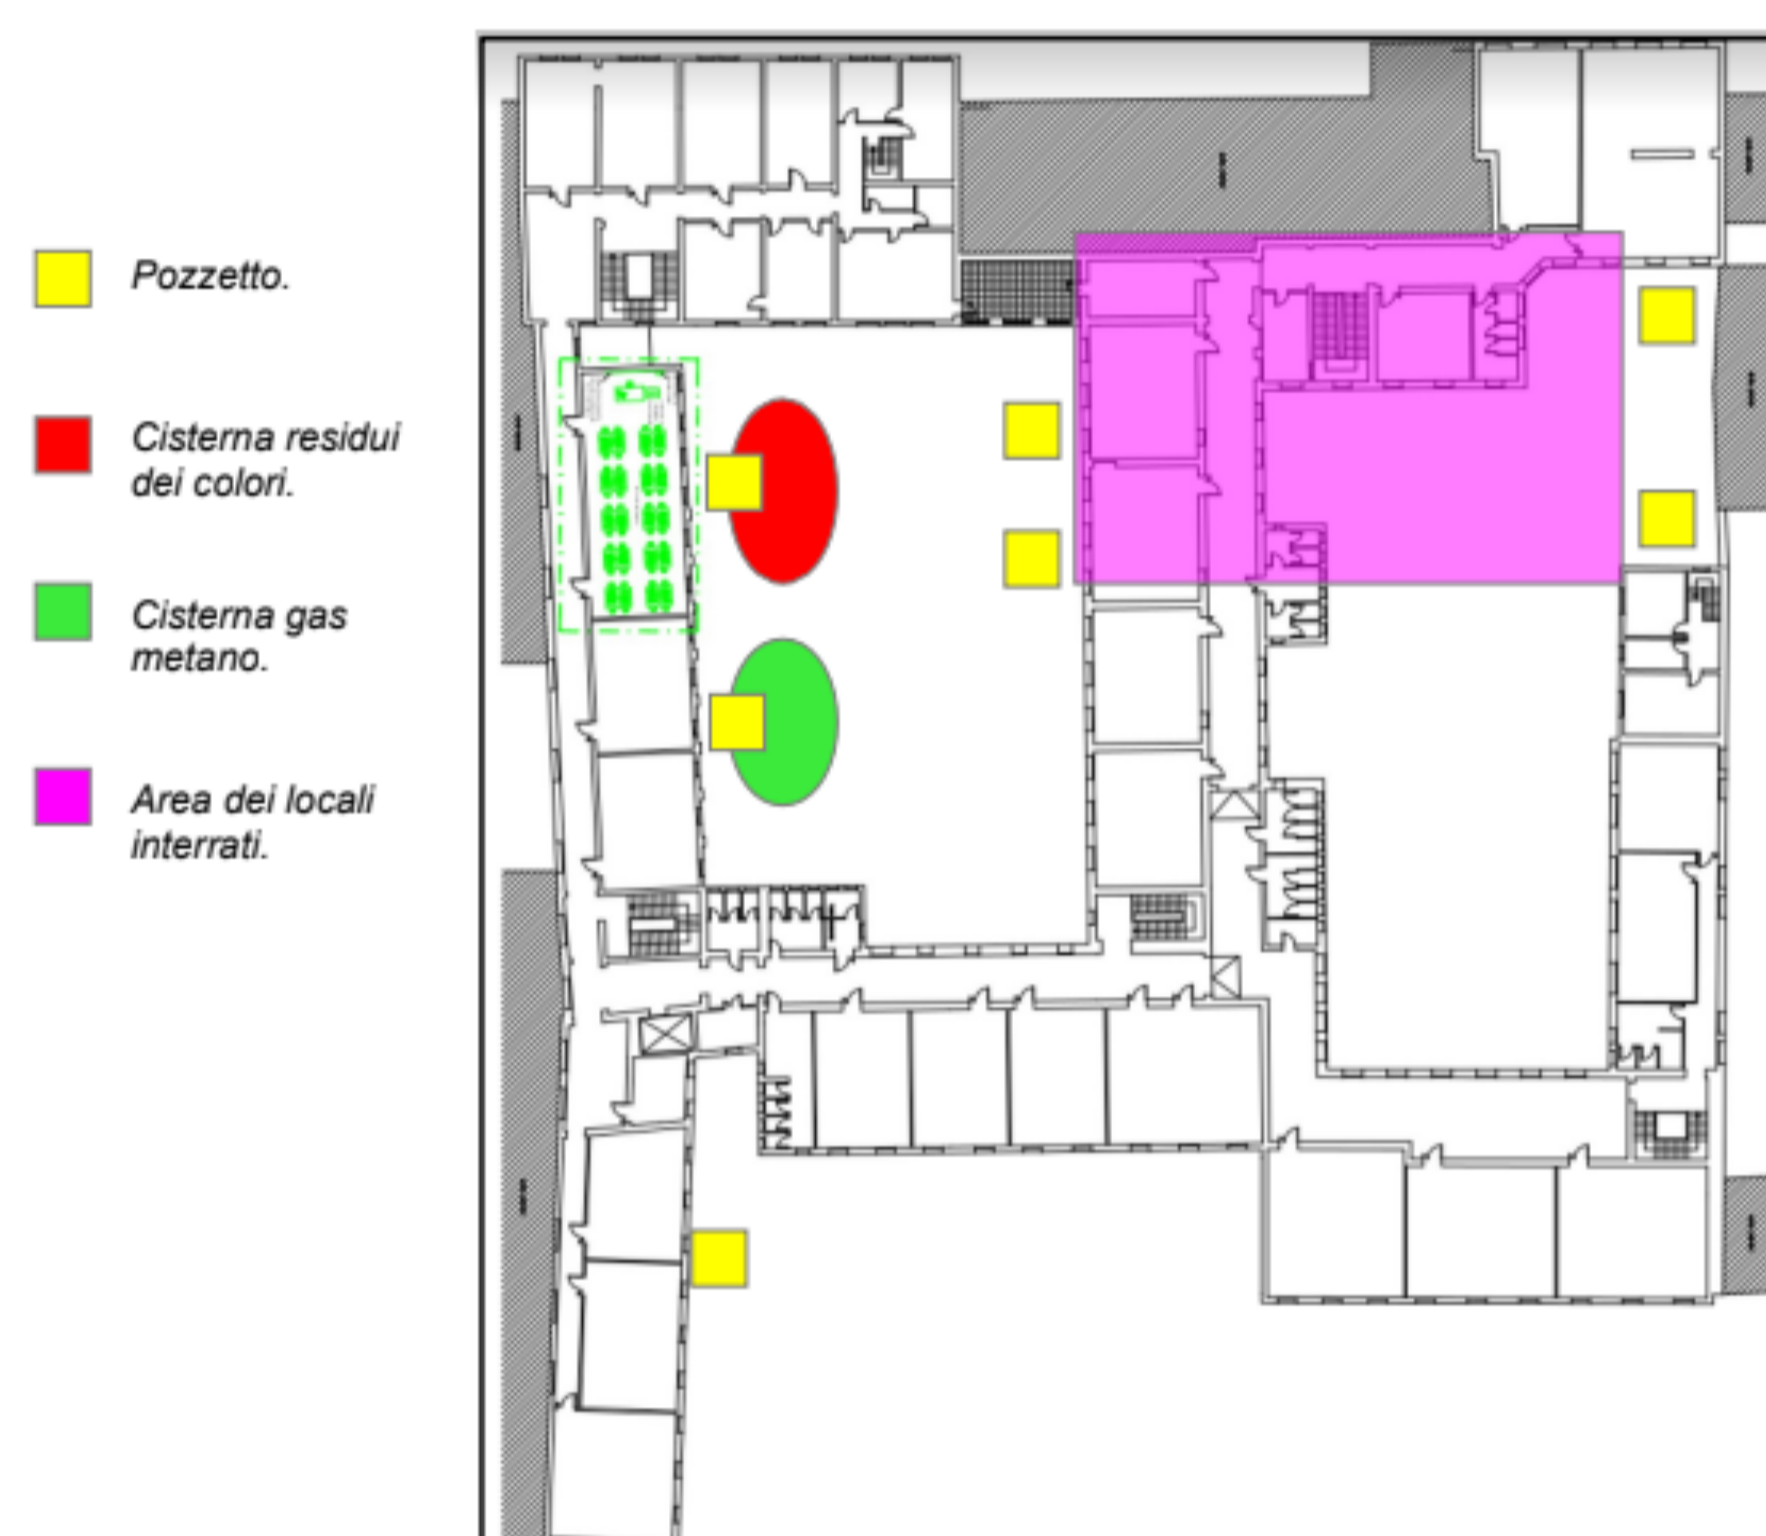 Pozzetto.
Cisterna residui
dei colori.
Cisterna gas
metano.
Area dei locali
interrati.